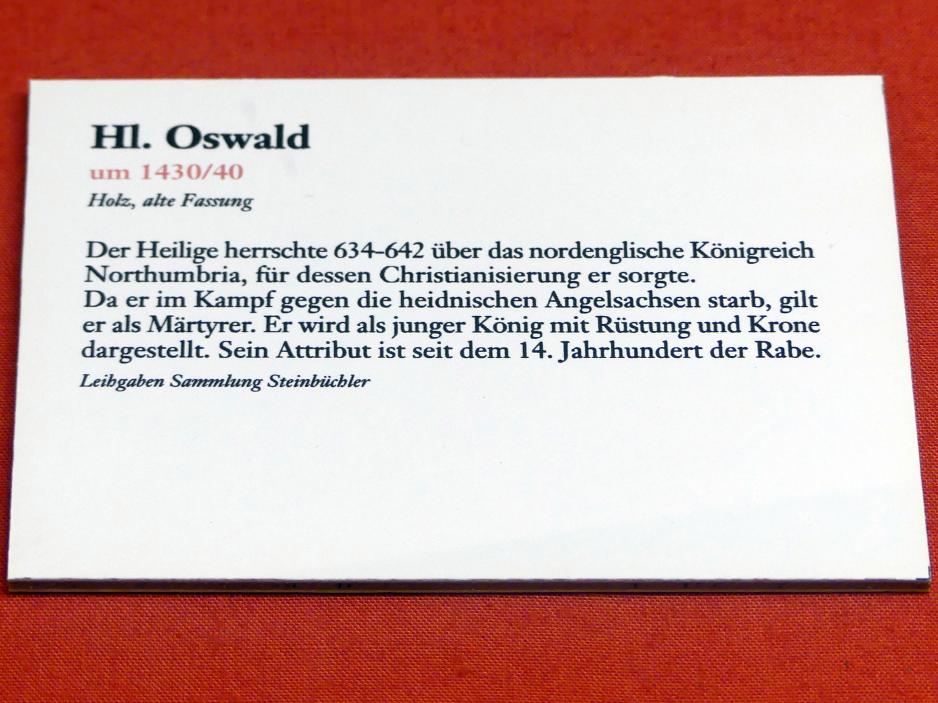 Hl. Oswald
um 1430/40
Holz, alte Fassung
Der Heilige herrschte 634-642 über das nordenglische Königreich
Northumbria, für dessen Christianisierung er sorgte.
Da er im Kampf gegen die heidnischen Angelsachsen starb, gilt
er als Märtyrer. Er wird als junger König mit Rüstung und Krone
dargestellt. Sein Attribut ist seit dem 14. Jahrhundert der Rabe.
Leihgaben Sammlung Steinbüchler